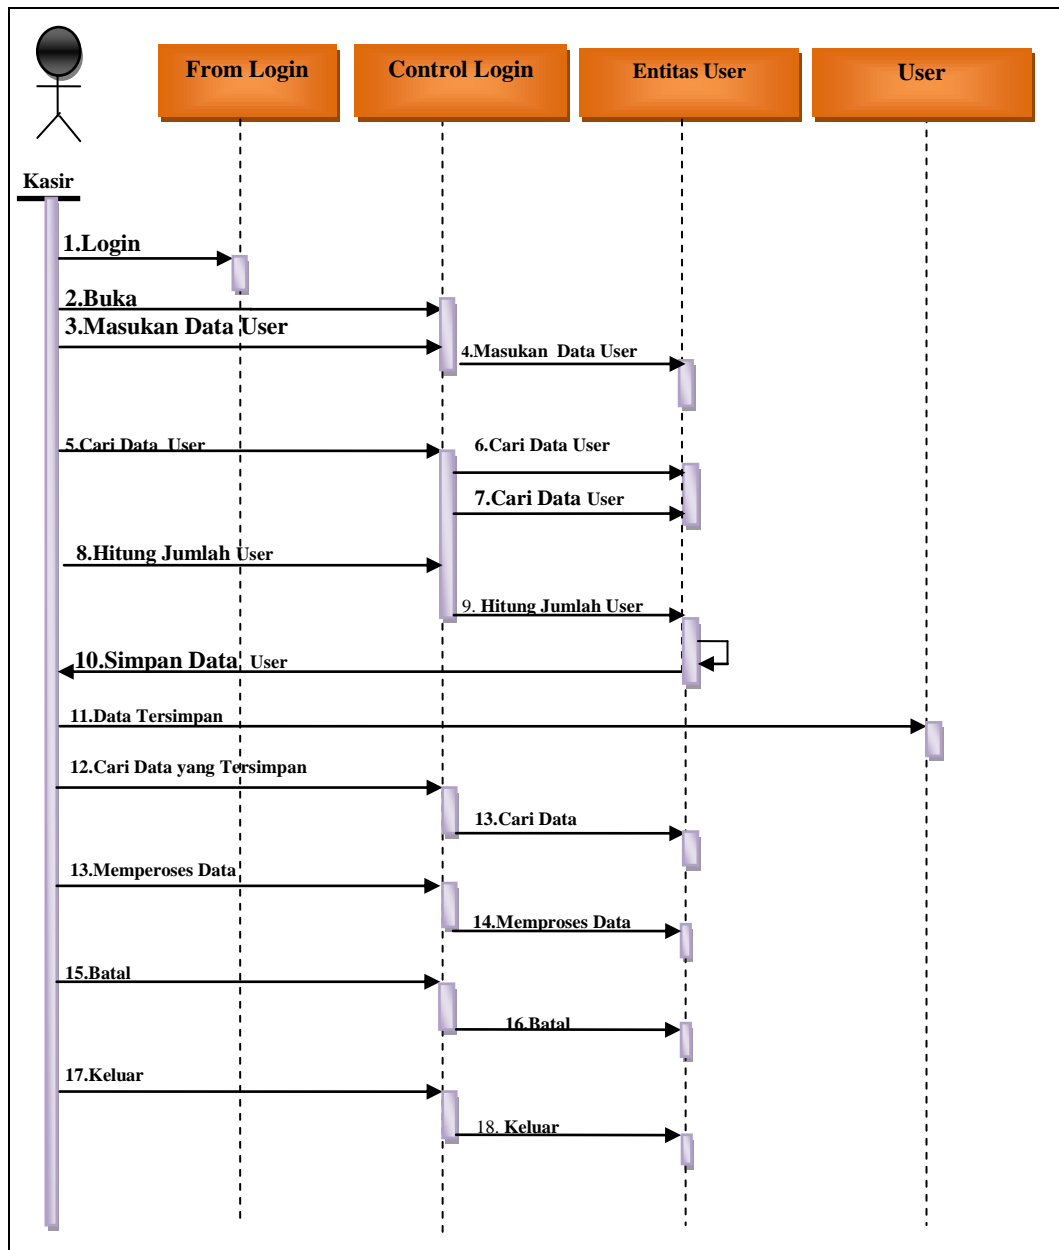 From Login
Control Login
Entitas User
User
Kasir
1.Login
2.Buka
3.Masukan Data User
4.Masukan Data User
5.Cari Data User
6.Cari Data User
7.Cari Data User
8.Hitung Jumlah User
9. Hitung Jumlah User
10.Simpan Data User
11.Data Tersimpan
12.Cari Data yang Tersimpan
13.Cari Data
13.Memperoses Data
14.Memproses Data
15.Batal
16.Batal
17.Keluar
18. Keluar